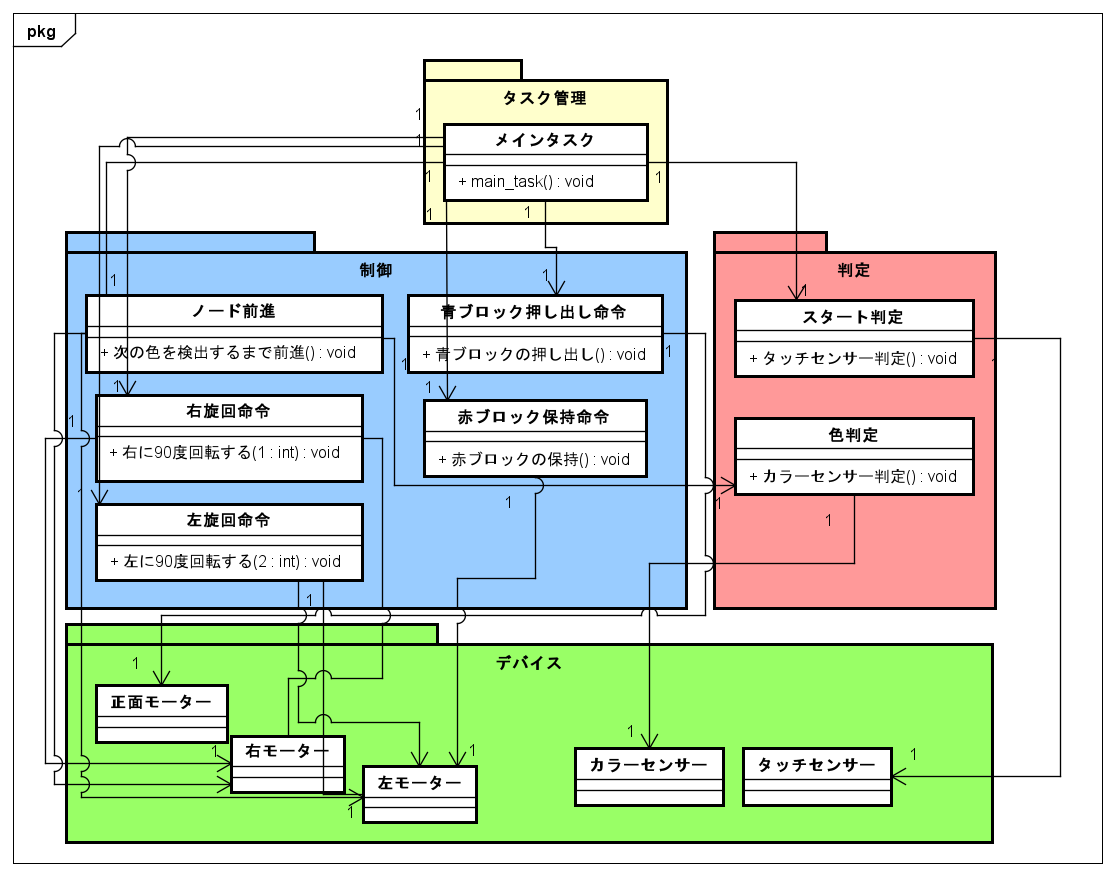 pkg
タスク管理
メインタスク
+ main_task() : void
1
1
1
1
1
1
制御
判定
1
1
1
ノード前進
+ 次の色を検出するまで前進() : void
青ブロック押し出し命令
+ 青ブロックの押し出し() : void
スタート判定
+ タッチセンサー判定() : void
1
1
1
1
1
右旋回命令
+ 右に90度回転する(1 : int) : void
赤ブロック保持命令
+ 赤ブロックの保持() : void
色判定
+ カラーセンサー判定() : void
1
1
1
1
1
左旋回命令
+ 左に90度回転する(2 : int) : void
1
デバイス
1
正面モーター
1
右モーター
1
左モーター
1
1
カラーセンサー
タッチセンサー
1